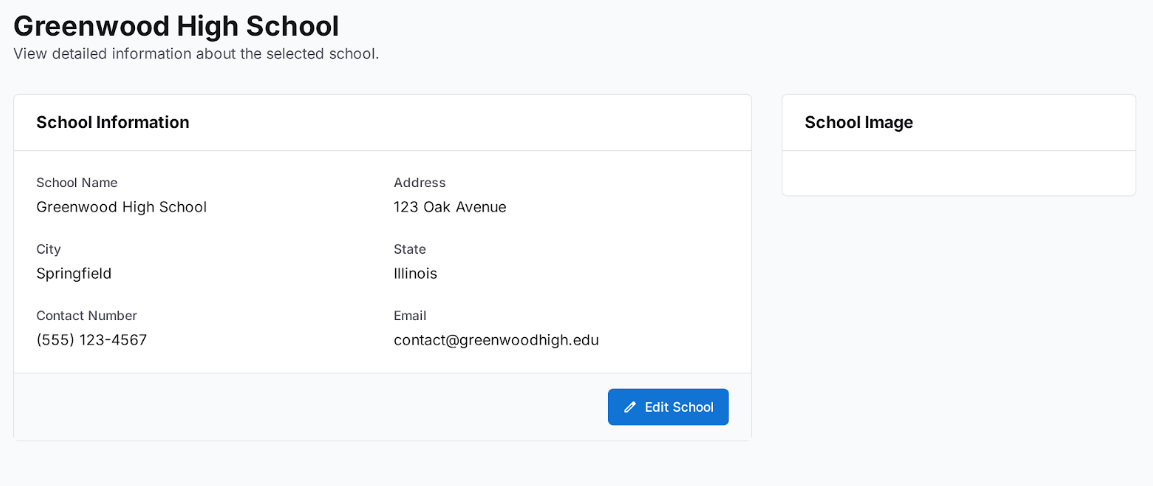 Greenwood High School
View detailed information about the selected school.
School Information
School Name
Greenwood High School
Address
123 Oak Avenue
City
Springfield
State
Illinois
Contact Number
(555) 123-4567
Email
contact@greenwoodhigh.edu
Edit School
School Image